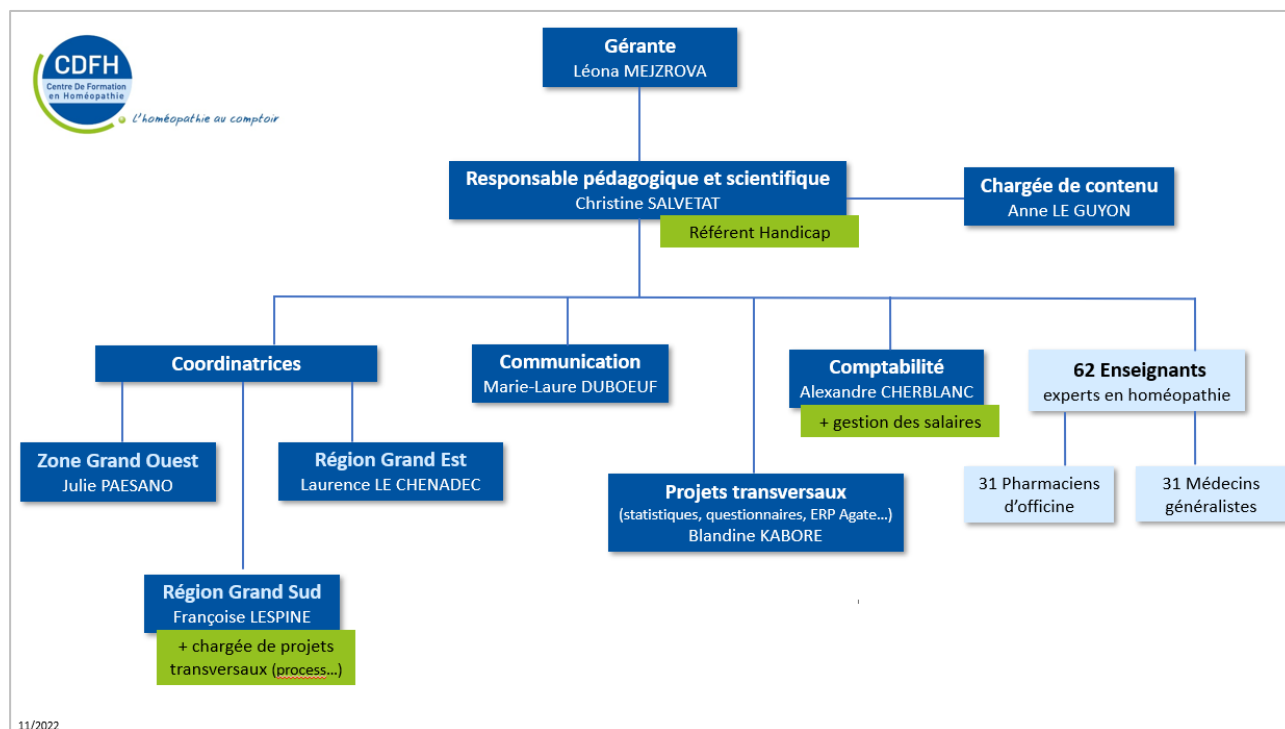 CDFH
Centre De Formation
en Homéopathie
L'homéopathie au comptoir
Gérante
Léona MEJZROVA
Responsable pédagogique et scientifique
Christine SALVETAT
Référent Handicap
Chargée de contenu
Anne LE GUYON
Coordinatrices
Communication
Marie-Laure DUBOEUF
Comptabilité
Alexandre CHERBLANC
+ gestion des salaires
62 Enseignants
experts en homéopathie
Zone Grand Ouest
Julie PAESANO
Région Grand Est
Laurence LE CHENADEC
Projets transversaux
(statistiques, questionnaires, ERP Agate…)
Blandine KABORE
31 Pharmaciens
d'officine
31 Médecins
généralistes
Région Grand Sud
Françoise LESPINE
+ chargée de projets
transversaux (process…)
11/2022